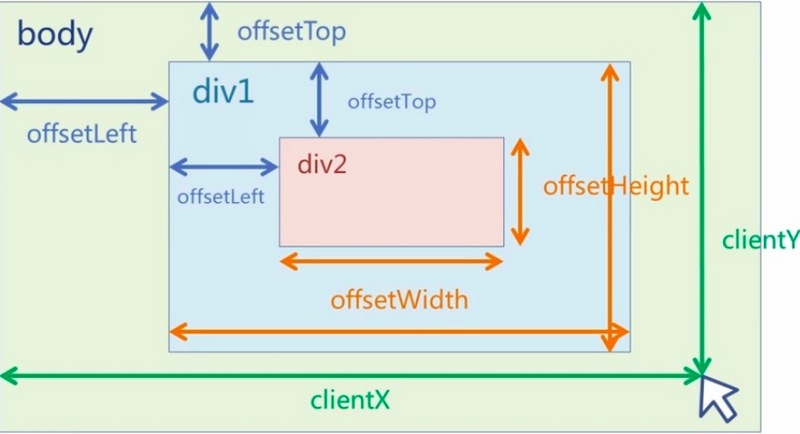 body
offsetTop
div1
offsetTop
offsetLeft
div2
offsetLeft
offsetHeight
clientY
offsetWidth
clientX